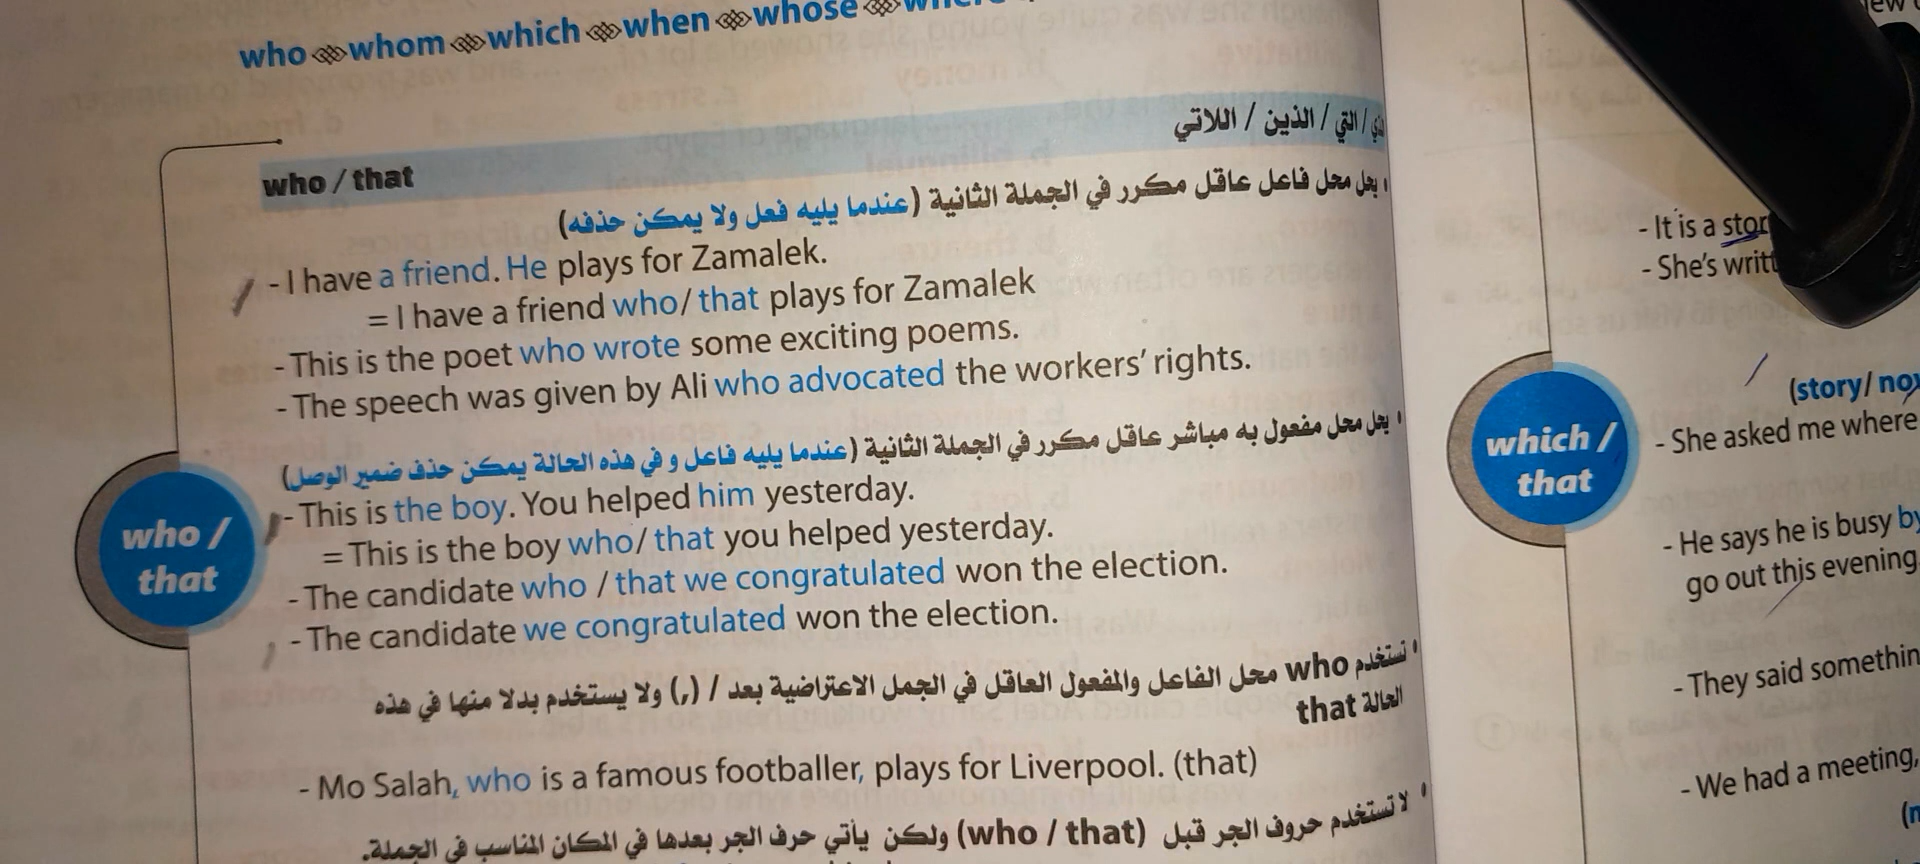 who whom which when whose
who / that
التي / الذين / اللاتي
يحل محل فاعل عاقل مكرر في الجملة الثانية (عندما يليه فعل ولا يمكن حذفه)
- I have a friend. He plays for Zamalek.
= I have a friend who/ that plays for Zamalek
- This is the poet who wrote some exciting poems.
- The speech was given by Ali who advocated the workers' rights.
يحل محل مفعول به مباشر عاقل مكرر في الجملة الثانية (عندما يليه فاعل و في هذه الحالة يمكن حذف ضمير الوصل)
- This is the boy. You helped him yesterday.
= This is the boy who/ that you helped yesterday.
- The candidate who / that we congratulated won the election.
- The candidate we congratulated won the election.
who /
that
تستخدم who محل الفاعل والمفعول العاقل في الجمل الاعتراضية بعد / (,) ولا يستخدم بدلا منها في هذه
الحالة that
- Mo Salah, who is a famous footballer, plays for Liverpool. (that)
لا تستخدم حروف الجر قبل (who / that) ولكن يأتي حرف الجر بعدها في المكان المناسب في الجملة.
- It is a
- She's
which /
that
(story/
- She asked me where
- He says he is busy by
go out this evening
- They said
- We had a meeting,